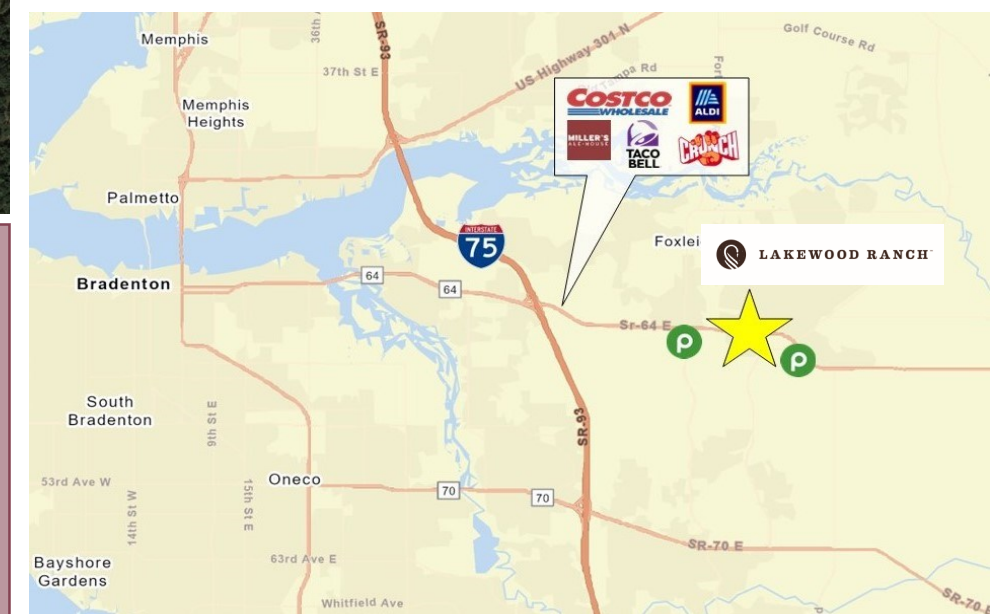 Memphis
36th
SR-93
US Highway 301 N
Golf Course Rd
37th St E
Tampa Rd
Fort
Memphis
Heights
COSTCO
WHOLESALE
ALDI
MILLER'S
ALE·HOUSE
TACO
BELL
CRUNCH
Palmetto
INTERSTATE
75
LAKEWOOD RANCH
Bradenton
64
64
Sr-64 E
p
p
South
Bradenton
9th St E
SR-93
53rd Ave W
Oneco
70
70
14th St W
15th St E
SR-70 E
63rd Ave E
Bayshore
Gardens
Whitfield Ave
SR-70